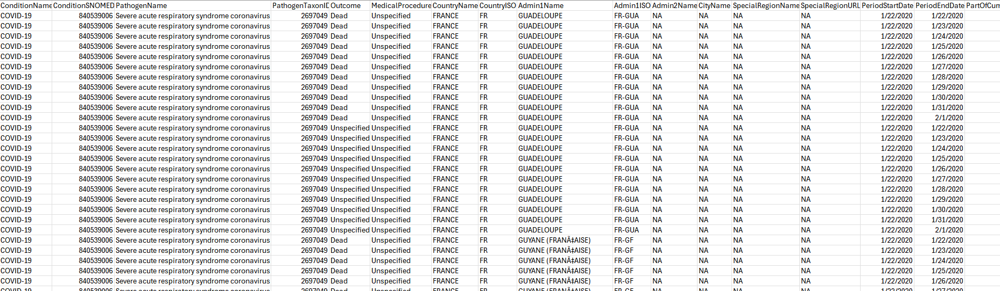 ConditionName ConditionSNOMED PathogenName PathogenTaxonID Outcome MedicalProcedure CountryName CountryISO Admin1Name Admin1ISO Admin2Name CityName SpecialRegionName SpecialRegionURL PeriodStartDate PeriodEndDate PartOfCum
COVID-19 840539006 Severe acute respiratory syndrome coronavirus 2697049 Dead Unspecified FRANCE FR GUADELOUPE FR-GUA NA NA NA NA 1/22/2020 1/22/2020
COVID-19 840539006 Severe acute respiratory syndrome coronavirus 2697049 Dead Unspecified FRANCE FR GUADELOUPE FR-GUA NA NA NA NA 1/22/2020 1/23/2020
COVID-19 840539006 Severe acute respiratory syndrome coronavirus 2697049 Dead Unspecified FRANCE FR GUADELOUPE FR-GUA NA NA NA NA 1/22/2020 1/24/2020
COVID-19 840539006 Severe acute respiratory syndrome coronavirus 2697049 Dead Unspecified FRANCE FR GUADELOUPE FR-GUA NA NA NA NA 1/22/2020 1/25/2020
COVID-19 840539006 Severe acute respiratory syndrome coronavirus 2697049 Dead Unspecified FRANCE FR GUADELOUPE FR-GUA NA NA NA NA 1/22/2020 1/26/2020
COVID-19 840539006 Severe acute respiratory syndrome coronavirus 2697049 Dead Unspecified FRANCE FR GUADELOUPE FR-GUA NA NA NA NA 1/22/2020 1/27/2020
COVID-19 840539006 Severe acute respiratory syndrome coronavirus 2697049 Dead Unspecified FRANCE FR GUADELOUPE FR-GUA NA NA NA NA 1/22/2020 1/28/2020
COVID-19 840539006 Severe acute respiratory syndrome coronavirus 2697049 Dead Unspecified FRANCE FR GUADELOUPE FR-GUA NA NA NA NA 1/22/2020 1/29/2020
COVID-19 840539006 Severe acute respiratory syndrome coronavirus 2697049 Dead Unspecified FRANCE FR GUADELOUPE FR-GUA NA NA NA NA 1/22/2020 1/30/2020
COVID-19 840539006 Severe acute respiratory syndrome coronavirus 2697049 Dead Unspecified FRANCE FR GUADELOUPE FR-GUA NA NA NA NA 1/22/2020 1/31/2020
COVID-19 840539006 Severe acute respiratory syndrome coronavirus 2697049 Dead Unspecified FRANCE FR GUADELOUPE FR-GUA NA NA NA NA 1/22/2020 2/1/2020
COVID-19 840539006 Severe acute respiratory syndrome coronavirus 2697049 Unspecified Unspecified FRANCE FR GUADELOUPE FR-GUA NA NA NA NA 1/22/2020 1/22/2020
COVID-19 840539006 Severe acute respiratory syndrome coronavirus 2697049 Unspecified Unspecified FRANCE FR GUADELOUPE FR-GUA NA NA NA NA 1/22/2020 1/23/2020
COVID-19 840539006 Severe acute respiratory syndrome coronavirus 2697049 Unspecified Unspecified FRANCE FR GUADELOUPE FR-GUA NA NA NA NA 1/22/2020 1/24/2020
COVID-19 840539006 Severe acute respiratory syndrome coronavirus 2697049 Unspecified Unspecified FRANCE FR GUADELOUPE FR-GUA NA NA NA NA 1/22/2020 1/25/2020
COVID-19 840539006 Severe acute respiratory syndrome coronavirus 2697049 Unspecified Unspecified FRANCE FR GUADELOUPE FR-GUA NA NA NA NA 1/22/2020 1/26/2020
COVID-19 840539006 Severe acute respiratory syndrome coronavirus 2697049 Unspecified Unspecified FRANCE FR GUADELOUPE FR-GUA NA NA NA NA 1/22/2020 1/27/2020
COVID-19 840539006 Severe acute respiratory syndrome coronavirus 2697049 Unspecified Unspecified FRANCE FR GUADELOUPE FR-GUA NA NA NA NA 1/22/2020 1/28/2020
COVID-19 840539006 Severe acute respiratory syndrome coronavirus 2697049 Unspecified Unspecified FRANCE FR GUADELOUPE FR-GUA NA NA NA NA 1/22/2020 1/29/2020
COVID-19 840539006 Severe acute respiratory syndrome coronavirus 2697049 Unspecified Unspecified FRANCE FR GUADELOUPE FR-GUA NA NA NA NA 1/22/2020 1/30/2020
COVID-19 840539006 Severe acute respiratory syndrome coronavirus 2697049 Unspecified Unspecified FRANCE FR GUADELOUPE FR-GUA NA NA NA NA 1/22/2020 1/31/2020
COVID-19 840539006 Severe acute respiratory syndrome coronavirus 2697049 Unspecified Unspecified FRANCE FR GUADELOUPE FR-GUA NA NA NA NA 1/22/2020 2/1/2020
COVID-19 840539006 Severe acute respiratory syndrome coronavirus 2697049 Dead Unspecified FRANCE FR GUYANE (FRANÃ‡AISE) FR-GF NA NA NA NA 1/22/2020 1/22/2020
COVID-19 840539006 Severe acute respiratory syndrome coronavirus 2697049 Dead Unspecified FRANCE FR GUYANE (FRANÃ‡AISE) FR-GF NA NA NA NA 1/22/2020 1/23/2020
COVID-19 840539006 Severe acute respiratory syndrome coronavirus 2697049 Dead Unspecified FRANCE FR GUYANE (FRANÃ‡AISE) FR-GF NA NA NA NA 1/22/2020 1/24/2020
COVID-19 840539006 Severe acute respiratory syndrome coronavirus 2697049 Dead Unspecified FRANCE FR GUYANE (FRANÃ‡AISE) FR-GF NA NA NA NA 1/22/2020 1/25/2020
COVID-19 840539006 Severe acute respiratory syndrome coronavirus 2697049 Dead Unspecified FRANCE FR GUYANE (FRANÃ‡AISE) FR-GF NA NA NA NA 1/22/2020 1/26/2020